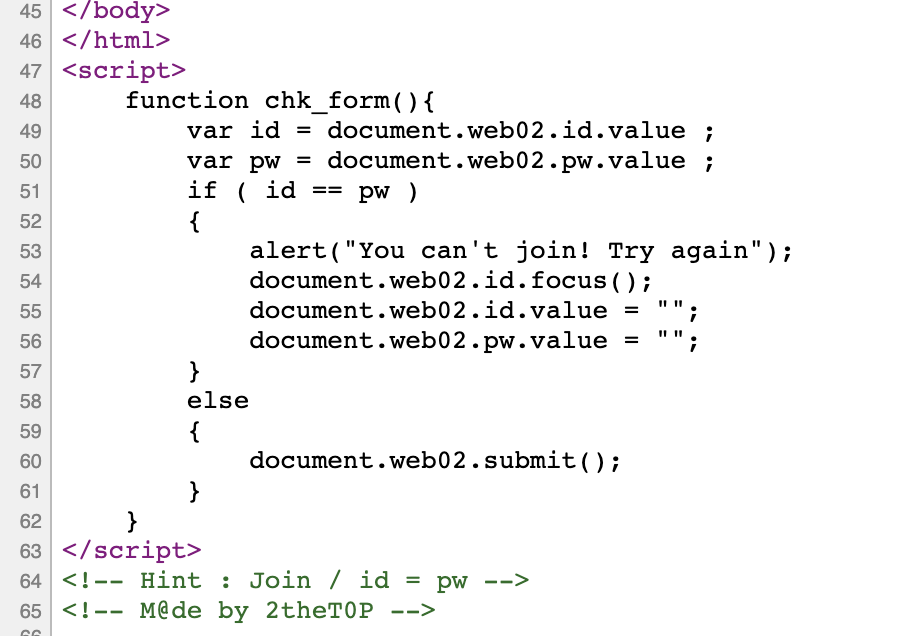 45 </body>
46 </html>
47 <script>
48 function chk_form(){
49 var id = document.web02.id.value ;
50 var pw = document.web02.pw.value ;
51 if ( id == pw )
52 {
53 alert("You can't join! Try again");
54 document.web02.id.focus();
55 document.web02.id.value = "";
56 document.web02.pw.value = "";
57 }
58 else
59 {
60 document.web02.submit();
61 }
62 }
63 </script>
64 <!-- Hint : Join / id = pw -->
65 <!-- M@de by 2theT0P -->
66